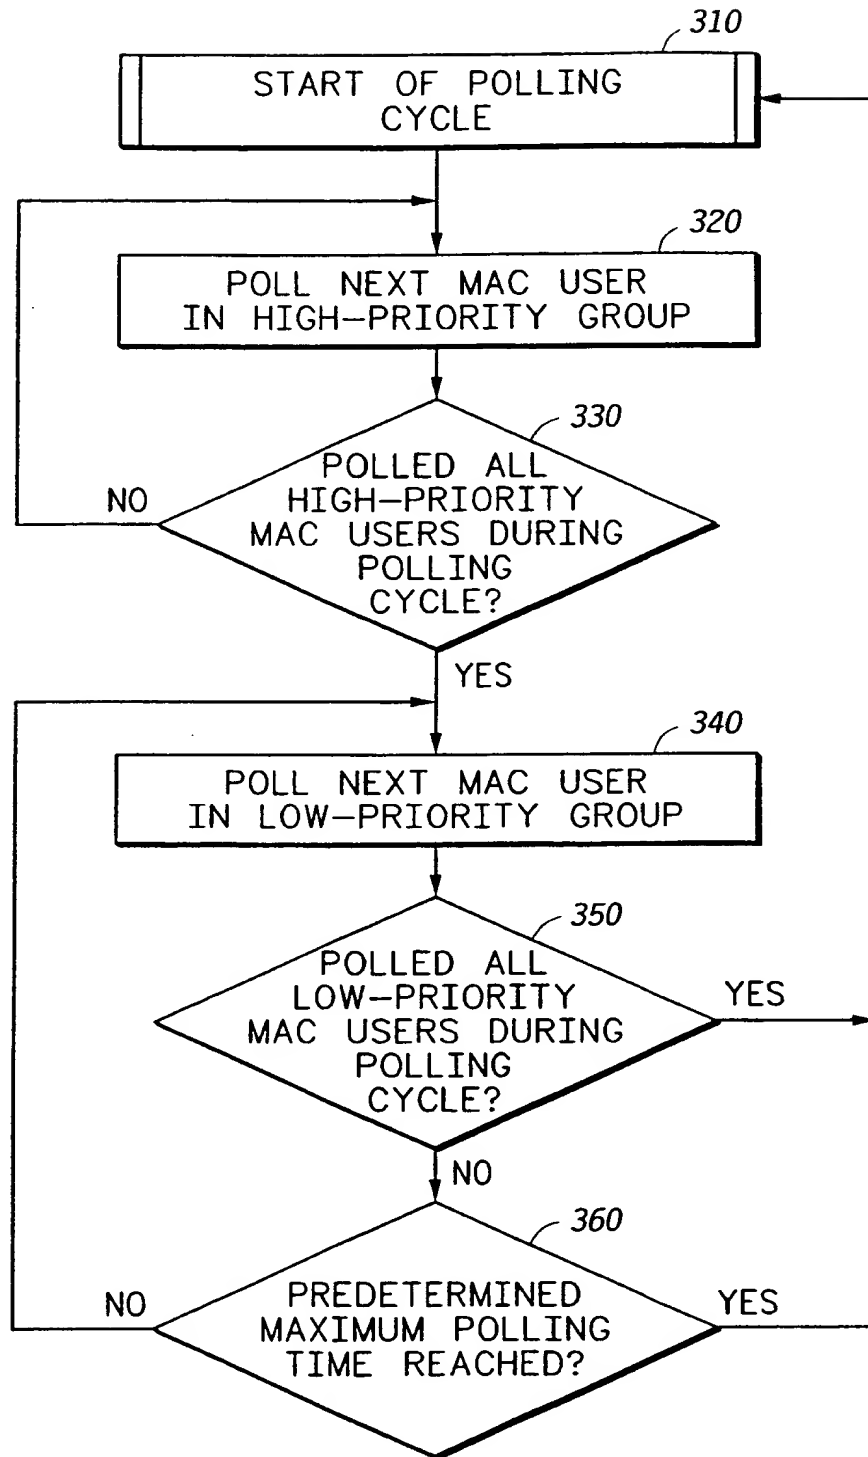 310
START OF POLLING
CYCLE
320
POLL NEXT MAC USER
IN HIGH-PRIORITY GROUP
330
POLLED ALL
HIGH-PRIORITY
MAC USERS DURING
POLLING
CYCLE?
NO
YES
340
POLL NEXT MAC USER
IN LOW-PRIORITY GROUP
350
POLLED ALL
LOW-PRIORITY
MAC USERS DURING
POLLING
CYCLE?
YES
NO
360
PREDETERMINED
MAXIMUM POLLING
TIME REACHED?
NO
YES